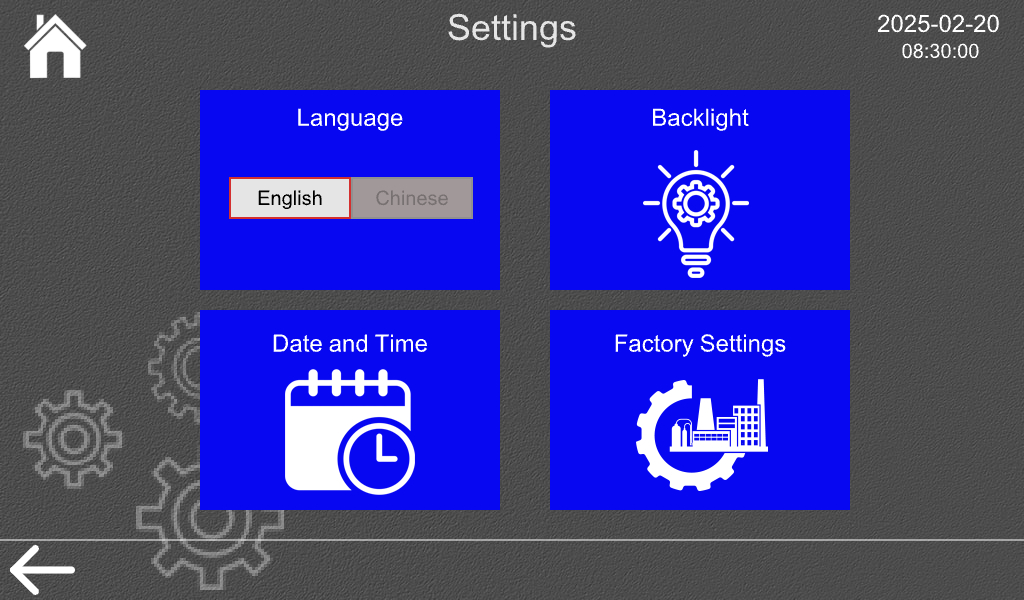 Settings
2025-02-20
08:30:00
Language
English
Chinese
Backlight
Date and Time
Factory Settings